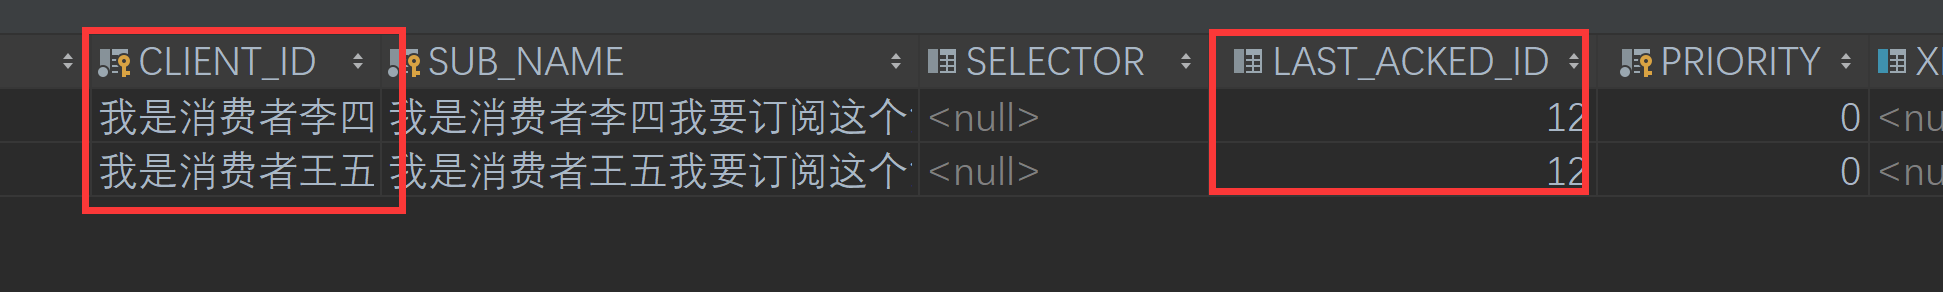 CLIENT_ID SUB_NAME SELECTOR LAST_ACKED_ID PRIORITY
我是消费者李四 我是消费者李四我要订阅这个 <null> 12 0 <nu
我是消费者王五 我是消费者王五我要订阅这个 <null> 12 0 <nu